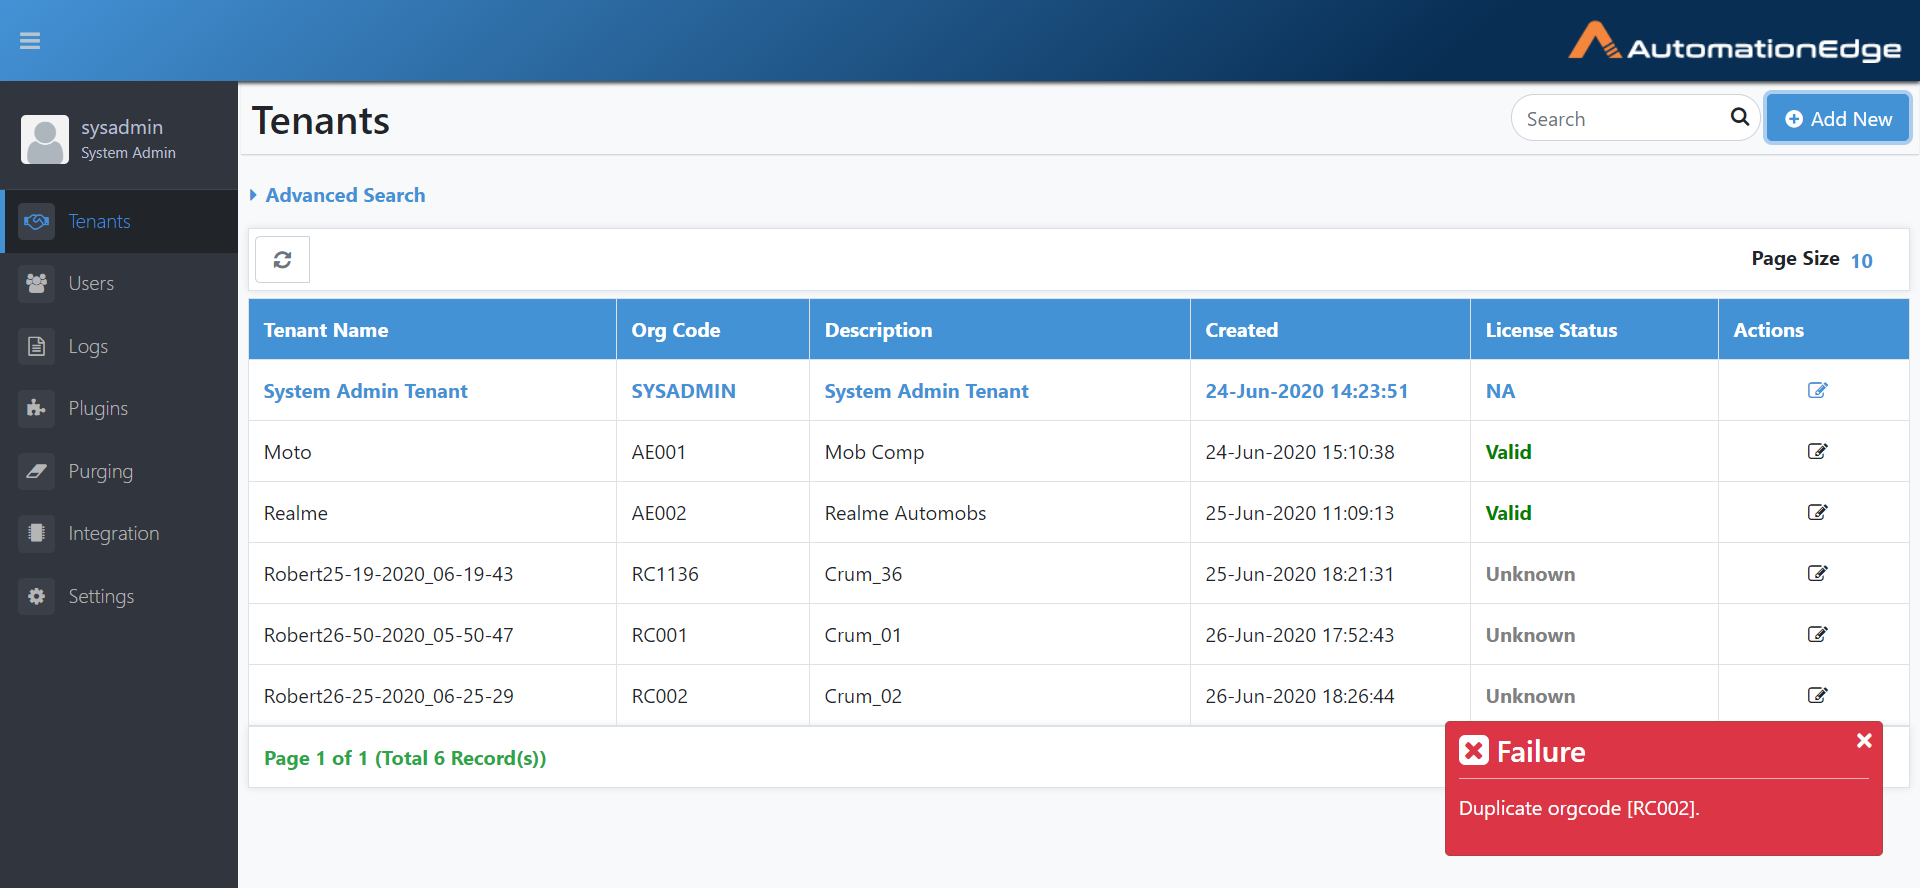 AutomationEdge
sysadmin
System Admin
Tenants
Users
Logs
Plugins
Purging
Integration
Settings
Tenants
Search
Add New
Advanced Search
Page Size 10
Tenant Name Org Code Description Created License Status Actions
System Admin Tenant SYSADMIN System Admin Tenant 24-Jun-2020 14:23:51 NA
Moto AE001 Mob Comp 24-Jun-2020 15:10:38 Valid
Realme AE002 Realme Automobs 25-Jun-2020 11:09:13 Valid
Robert25-19-2020_06-19-43 RC1136 Crum_36 25-Jun-2020 18:21:31 Unknown
Robert26-50-2020_05-50-47 RC001 Crum_01 26-Jun-2020 17:52:43 Unknown
Robert26-25-2020_06-25-29 RC002 Crum_02 26-Jun-2020 18:26:44 Unknown
Page 1 of 1 (Total 6 Record(s))
Failure
Duplicate orgcode [RC002].